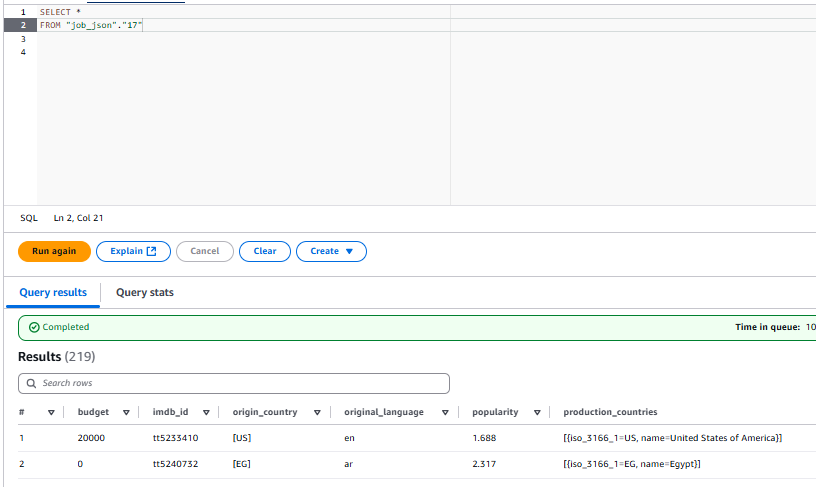 1 SELECT *
2 FROM "job_json"."17"
3
4
SQL Ln 2, Col 21
Run again Explain Cancel Clear Create
Query results Query stats
Completed Time in queue: 10
Results (219)
Search rows
# budget imdb_id origin_country original_language popularity production_countries
1 20000 tt5233410 [US] en 1.688 [{iso_3166_1=US, name=United States of America}]
2 0 tt5240732 [EG] ar 2.317 [{iso_3166_1=EG, name=Egypt}]